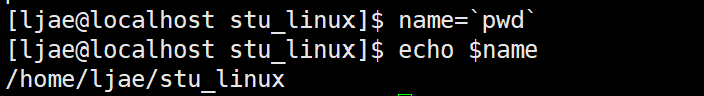 [ljae@localhost stu_linux]$ name=`pwd`
[ljae@localhost stu_linux]$ echo $name
/home/ljae/stu_linux